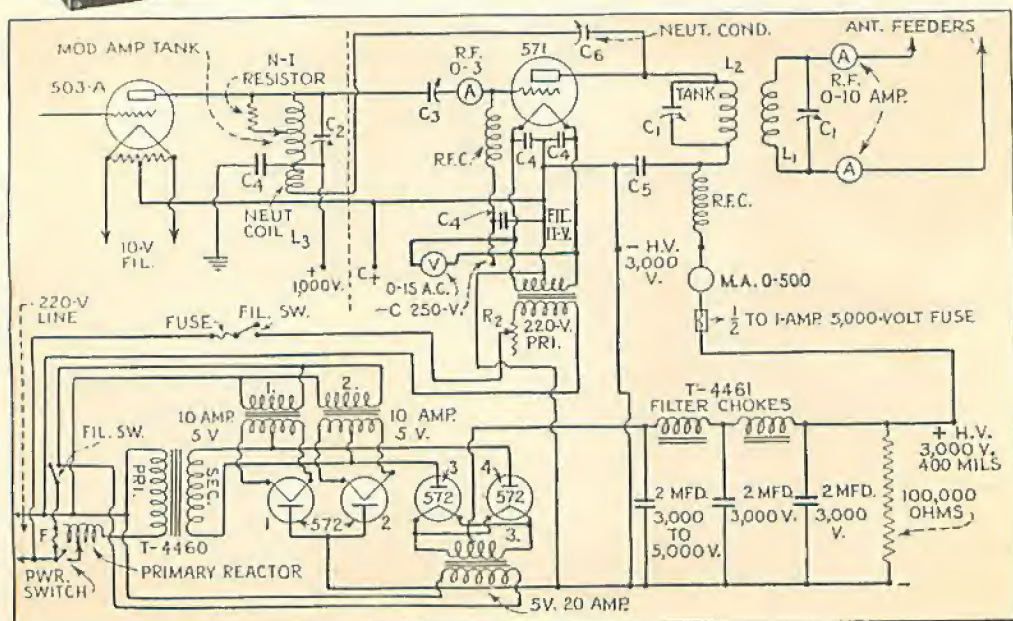 MOD AMP TANK
N-I
RESISTOR
503-A
C2
C4
NEUT
COIL
L3
10-V
FIL.
+
1,000 V.
C+
C3
R.F.
0-3
A
571
C6
NEUT. COND.
R.F.C.
C4
C4
C4
V
0-15 A.C.
-C 250-V.
FIL.
11-V.
R2
220-V.
PRI.
C5
C1
TANK
L2
L1
C1
ANT. FEEDERS
A
R.F.
0-10 AMP.
A
R.F.C.
- H.V.
3,000
V.
M.A. 0-500
1/2 TO 1-AMP. 5,000-VOLT FUSE
220-V
LINE
FUSE
FIL. SW.
1.
2.
10 AMP.
5 V
10 AMP.
5 V.
FIL. SW.
PRI.
SEC.
T-4460
F
PWR.
SWITCH
PRIMARY REACTOR
1
572
2
3
572
4
572
3.
5V. 20 AMP.
T-4461
FILTER CHOKES
2 MFD.
3,000
TO
5,000 V.
2 MFD.
3,000 V.
2 MFD.
3,000
V.
+ H.V.
3,000 V.
400 MILS
100,000
OHMS
-